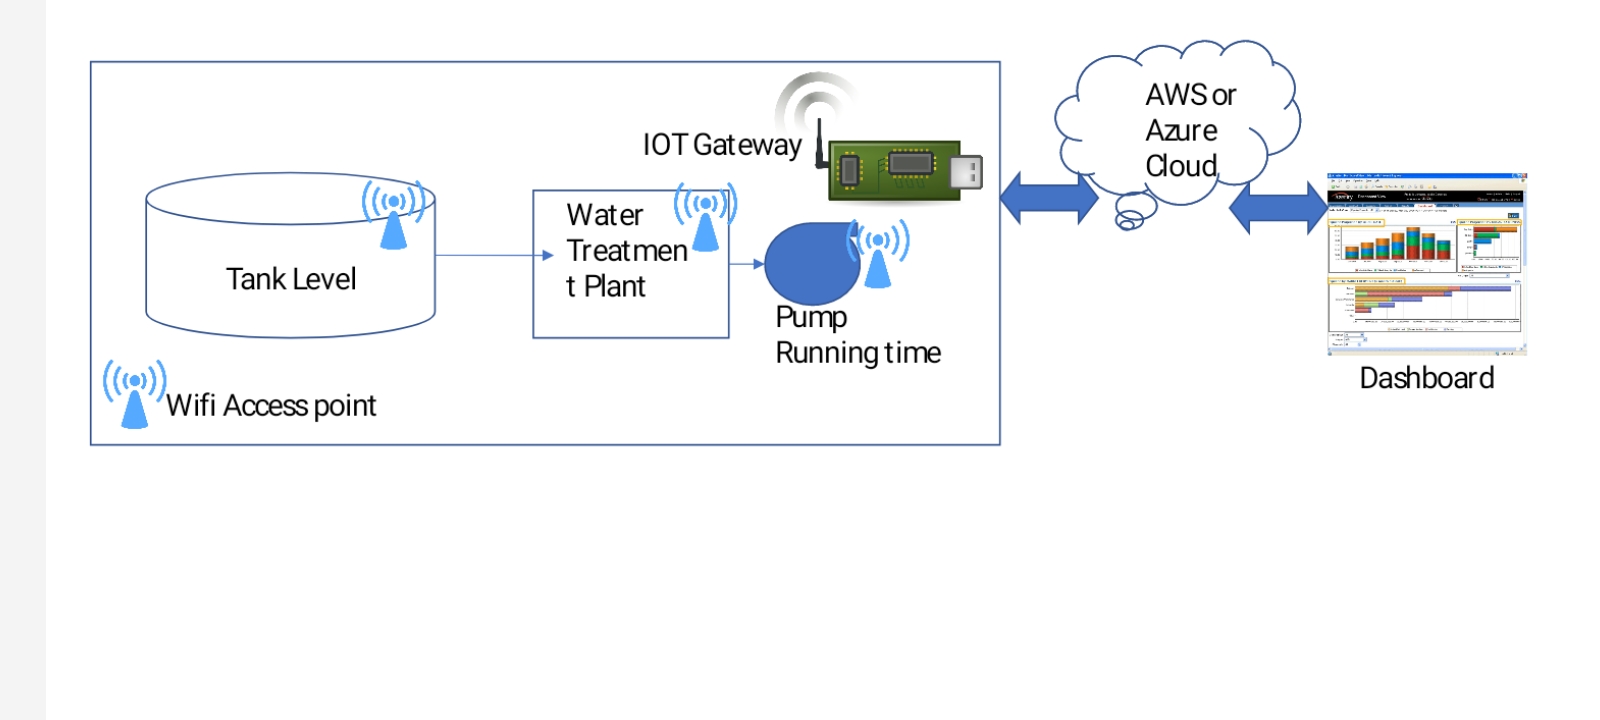 IOT Gateway
AWS or
Azure
Cloud
Water
Treatmen
t Plant
Tank Level
Pump
Running time
Wifi Access point
Dashboard